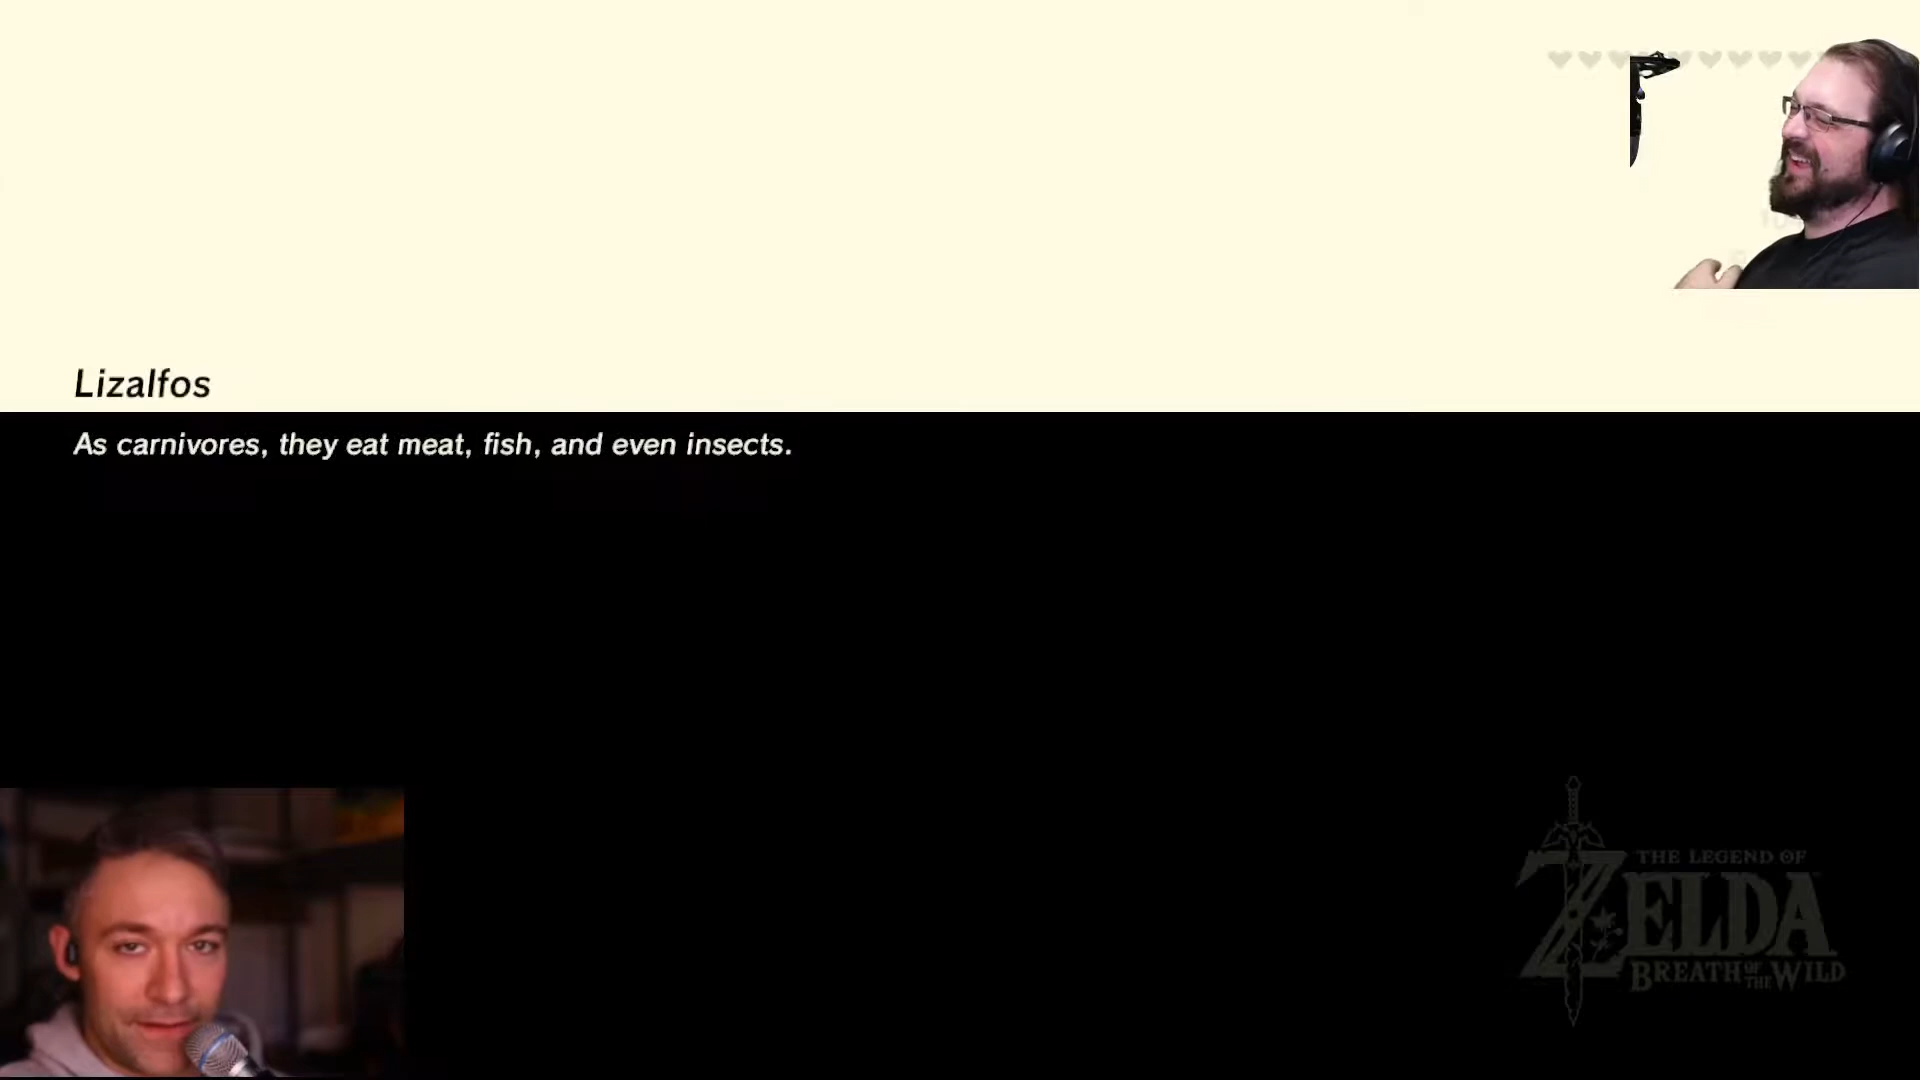 Lizalfos
As carnivores, they eat meat, fish, and even insects.
THE LEGEND OF
ZELDA
BREATH OF THE WILD